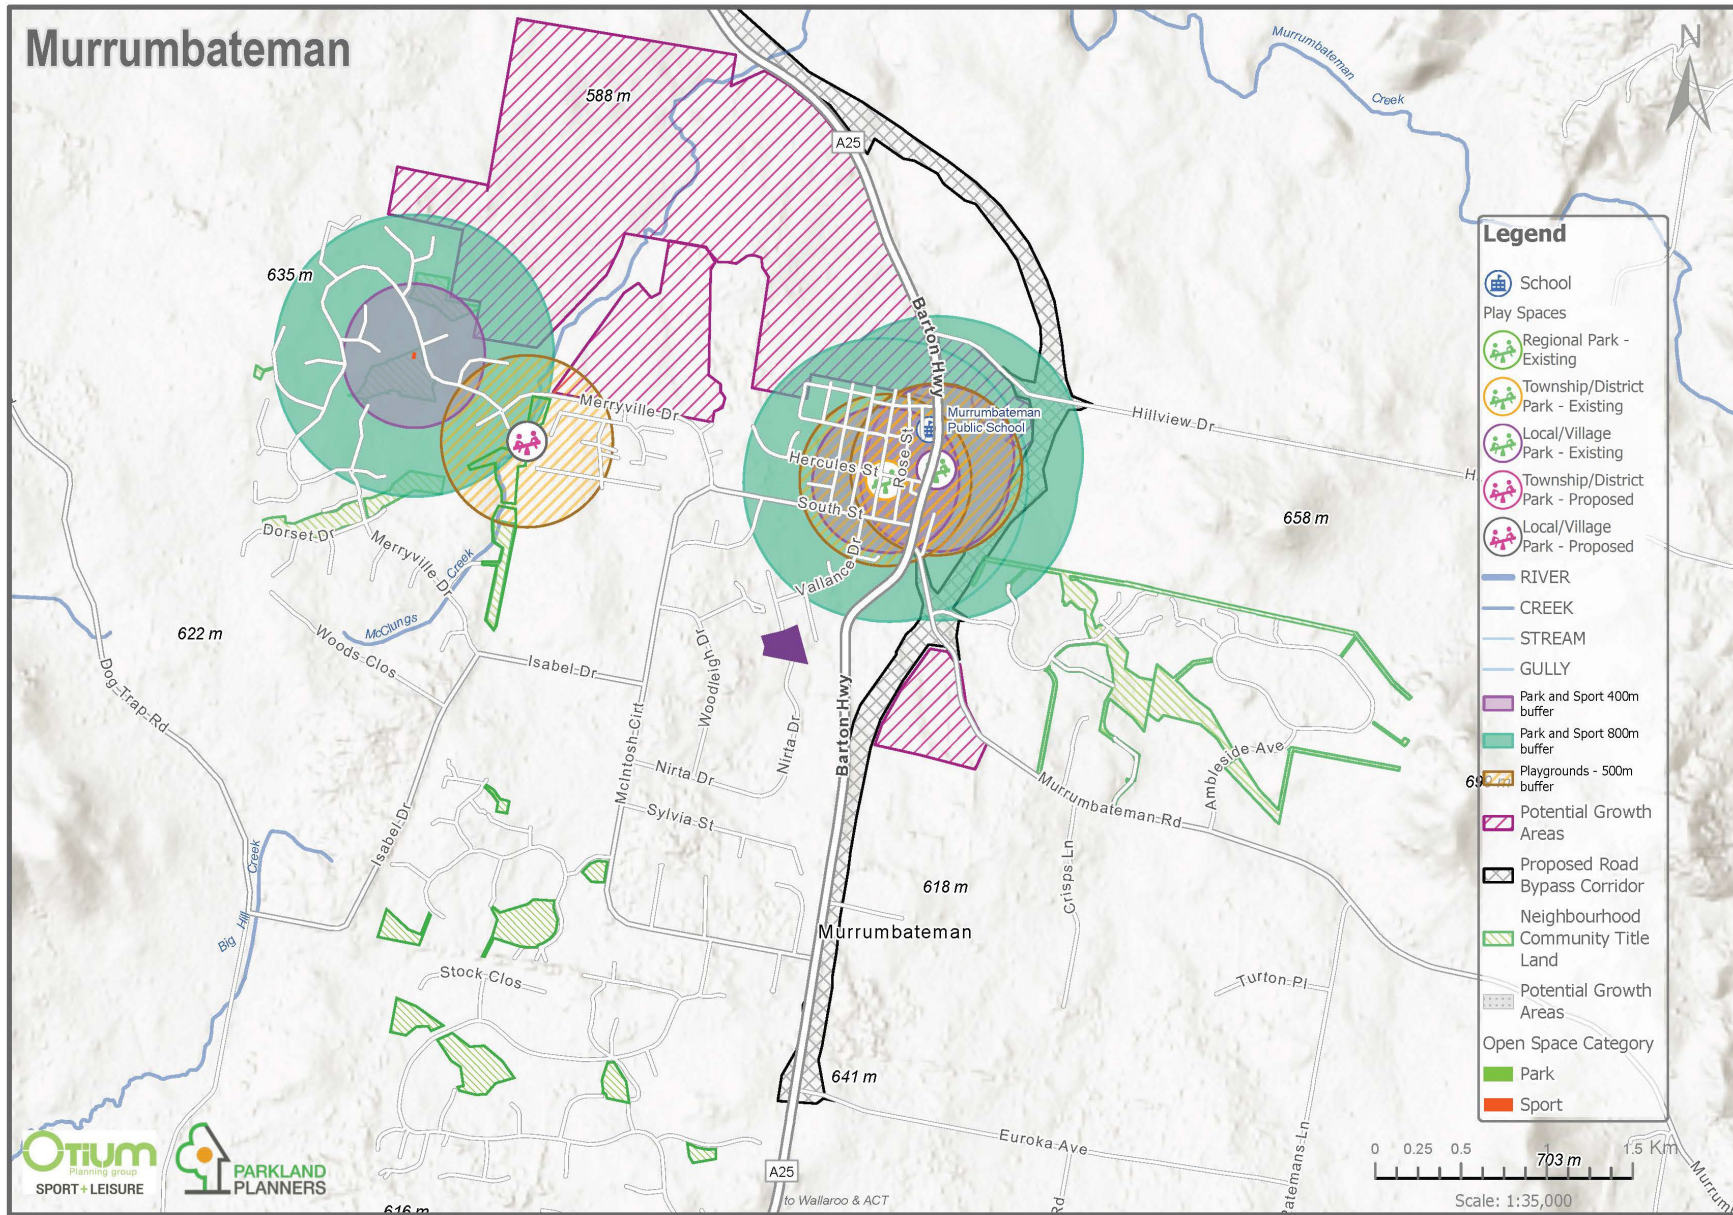 Murrumbateman
N
Murrumbateman
Creek
588 m
A25
635 m
Barton Hwy
Merryville Dr
Murrumbateman
Public School
Hillview Dr
H
Hercules St
Rose St
South St
658 m
Dorset Dr
Merryville Dr
Creek
McClungs
Vallance Dr
622 m
Woods Clos
Isabel Dr
Woodleigh Dr
Dog Trap Rd
McIntosh Cirt
Nirta Dr
Nirta Dr
Barton Hwy
Ambleside Ave
Murrumbateman Rd
Sylvia St
Isabel Dr
Creek
Big Hill
618 m
Crisps Ln
Murrumbateman
Stock Clos
Turton Pl
641 m
Euroka Ave
A25
to Wallaroo & ACT
616 m
Rd
Batemans Ln
Murrum
Legend
School
Play Spaces
Regional Park -
Existing
Township/District
Park - Existing
Local/Village
Park - Existing
Township/District
Park - Proposed
Local/Village
Park - Proposed
RIVER
CREEK
STREAM
GULLY
Park and Sport 400m
buffer
Park and Sport 800m
buffer
Playgrounds - 500m
buffer
Potential Growth
Areas
Proposed Road
Bypass Corridor
Neighbourhood
Community Title
Land
Potential Growth
Areas
Open Space Category
Park
Sport
0 0.25 0.5 1 1.5 Km
703 m
Scale: 1:35,000
Otium
Planning group
SPORT+LEISURE
PARKLAND
PLANNERS